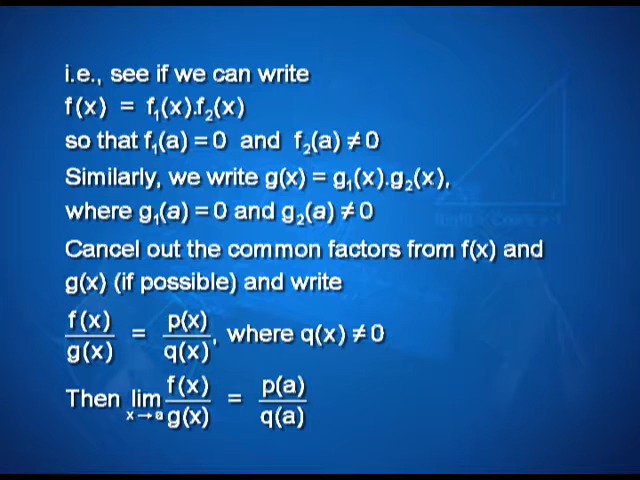 i.e., see if we can write
f(x) = f₁(x).f₂(x)
so that f₁(a) = 0 and f₂(a) ≠ 0
Similarly, we write g(x) = g₁(x).g₂(x),
where g₁(a) = 0 and g₂(a) ≠ 0
Cancel out the common factors from f(x) and
g(x) (if possible) and write
f(x)/g(x) = p(x)/q(x), where q(x) ≠ 0
Then lim x→a f(x)/g(x) = p(a)/q(a)